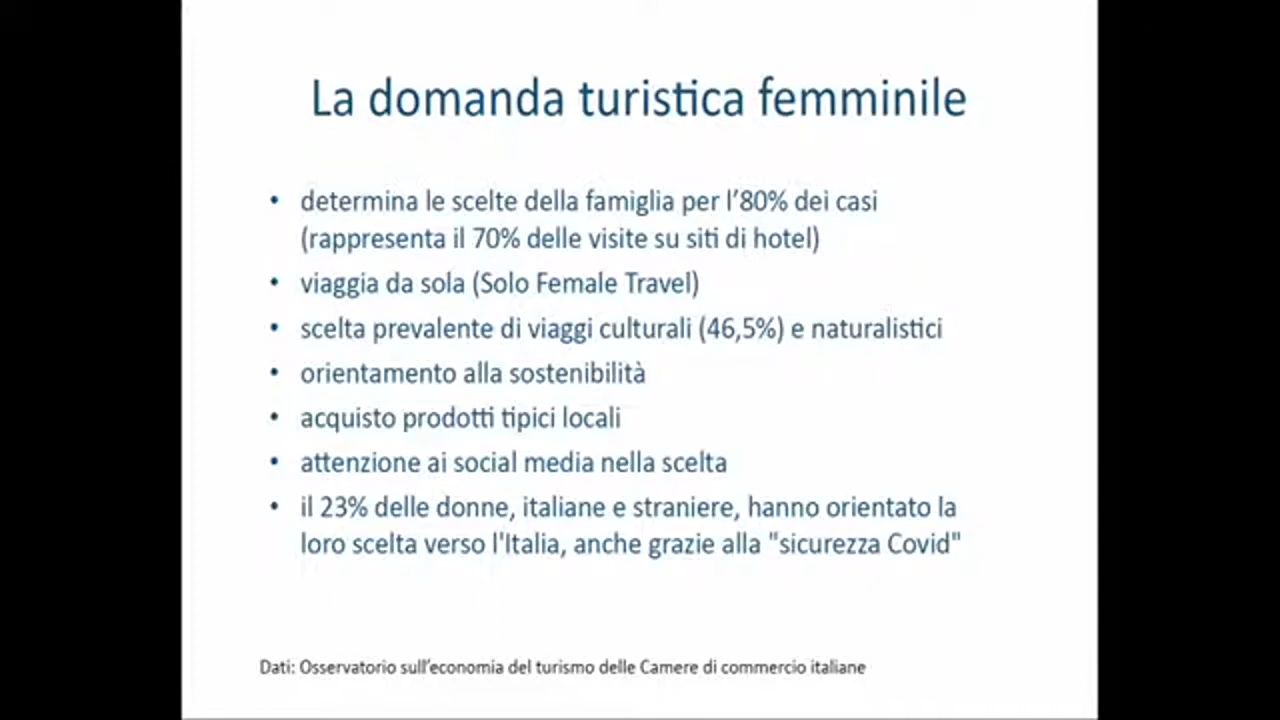 La domanda turistica femminile
• determina le scelte della famiglia per l’80% dei casi
(rappresenta il 70% delle visite su siti di hotel)
• viaggia da sola (Solo Female Travel)
• scelta prevalente di viaggi culturali (46,5%) e naturalistici
• orientamento alla sostenibilità
• acquisto prodotti tipici locali
• attenzione ai social media nella scelta
• il 23% delle donne, italiane e straniere, hanno orientato la
loro scelta verso l'Italia, anche grazie alla "sicurezza Covid"
Dati: Osservatorio sull’economia del turismo delle Camere di commercio italiane